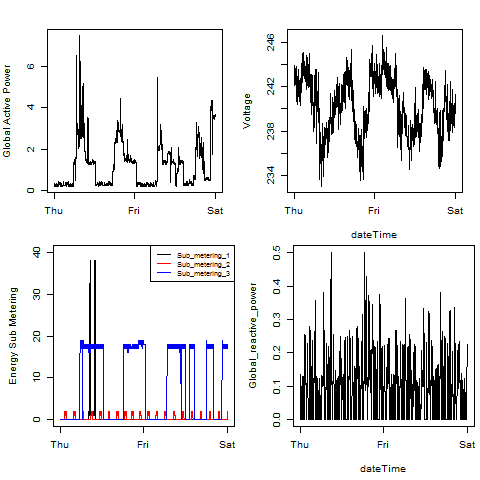 Global Active Power
6
4
2
0
Thu Fri Sat
Voltage
246
242
238
234
Thu Fri Sat
dateTime
Energy Sub Metering
40
30
20
10
0
Sub_metering_1
Sub_metering_2
Sub_metering_3
Thu Fri Sat
Global_reactive_power
0.5
0.4
0.3
0.2
0.1
0.0
Thu Fri Sat
dateTime